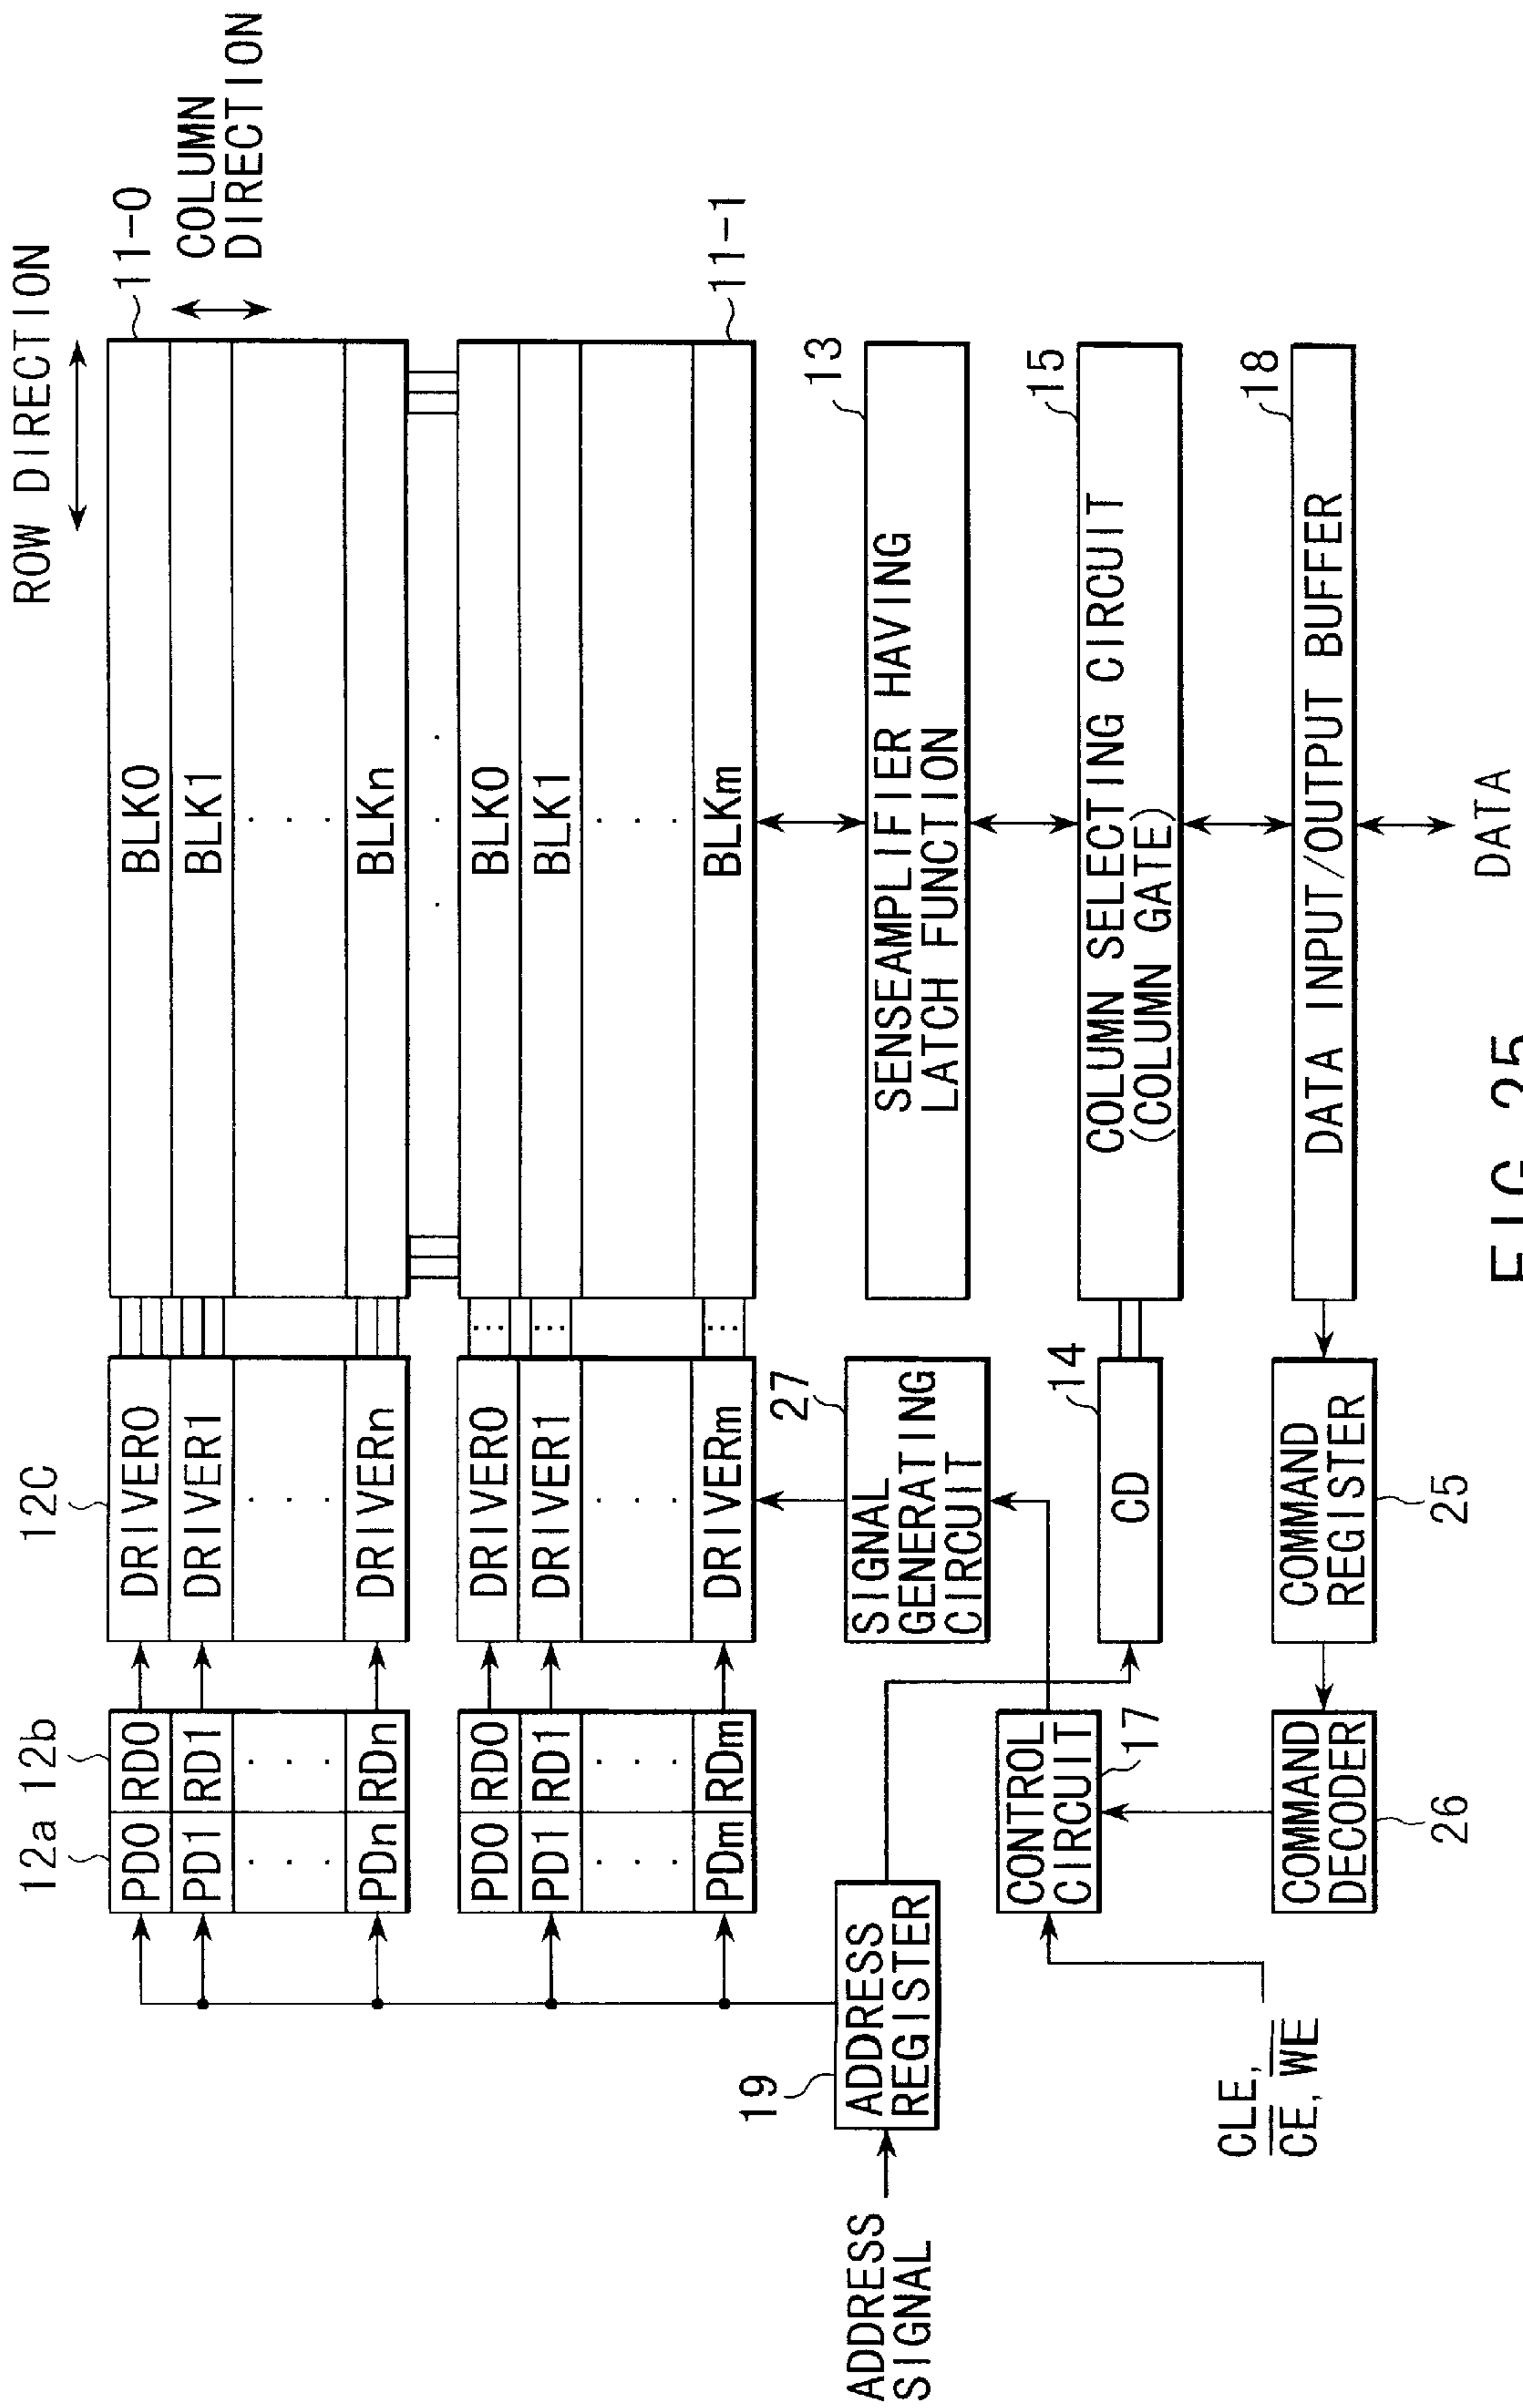 ROW DIRECTION
11-0
COLUMN
DIRECTION
12a
12b
12C
PD0
RD0
DRIVER0
BLK0
PD1
RD1
DRIVER1
BLK1
. . .
. . .
. . .
. . .
PDn
RDn
DRIVERn
BLKn
. . .
PD0
RD0
DRIVER0
...
BLK0
PD1
RD1
DRIVER1
...
BLK1
. . .
. . .
. . .
. . .
PDm
RDm
DRIVERm
...
BLKm
11-1
19
ADDRESS
SIGNAL
ADDRESS
REGISTER
27
SIGNAL
GENERATING
CIRCUIT
13
SENSEAMPLIFIER HAVING
LATCH FUNCTION
CONTROL
CIRCUIT
17
14
CD
15
COLUMN SELECTING CIRCUIT
(COLUMN GATE)
CLE,
CE, WE
COMMAND
DECODER
26
COMMAND
REGISTER
25
18
DATA INPUT/OUTPUT BUFFER
DATA
FIG. 25